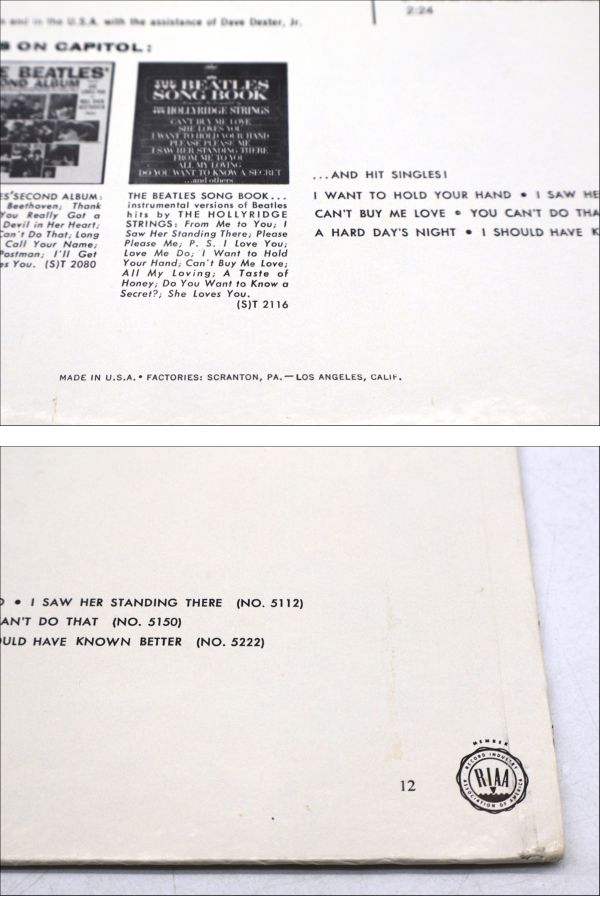 and in the U.S.A. with the assistance of Dave Dexter, Jr.
2:24
S ON CAPITOL:
E BEATLES'
OND ALBUM
THE BEATLES
SONG BOOK
THE HOLLYRIDGE STRINGS
CAN'T BUY ME LOVE
SHE LOVES YOU
I WANT TO HOLD YOUR HAND
PLEASE PLEASE ME
I SAW HER STANDING THERE
FROM ME TO YOU
ALL MY LOVING
DO YOU WANT TO KNOW A SECRET
...and others
ES' SECOND ALBUM:
Beethoven; Thank
You Really Got a
Devil in Her Heart;
Can't Do That; Long
Call Your Name;
Postman; I'll Get
es You. (S)T 2080
THE BEATLES SONG BOOK...
instrumental versions of Beatles
hits by THE HOLLYRIDGE
STRINGS: From Me to You; I
Saw Her Standing There; Please
Please Me; P. S. I Love You;
Love Me Do; I Want to Hold
Your Hand; Can't Buy Me Love;
All My Loving; A Taste of
Honey; Do You Want to Know a
Secret?; She Loves You.
(S)T 2116
...AND HIT SINGLES!
I WANT TO HOLD YOUR HAND • I SAW HE
CAN'T BUY ME LOVE • YOU CAN'T DO THA
A HARD DAY'S NIGHT • I SHOULD HAVE K
MADE IN U.S.A. • FACTORIES: SCRANTON, PA.—LOS ANGELES, CALIF.
D • I SAW HER STANDING THERE (NO. 5112)
AN'T DO THAT (NO. 5150)
OULD HAVE KNOWN BETTER (NO. 5222)
12
MEMBER
RECORD INDUSTRY
RIAA
ASSOCIATION OF AMERICA